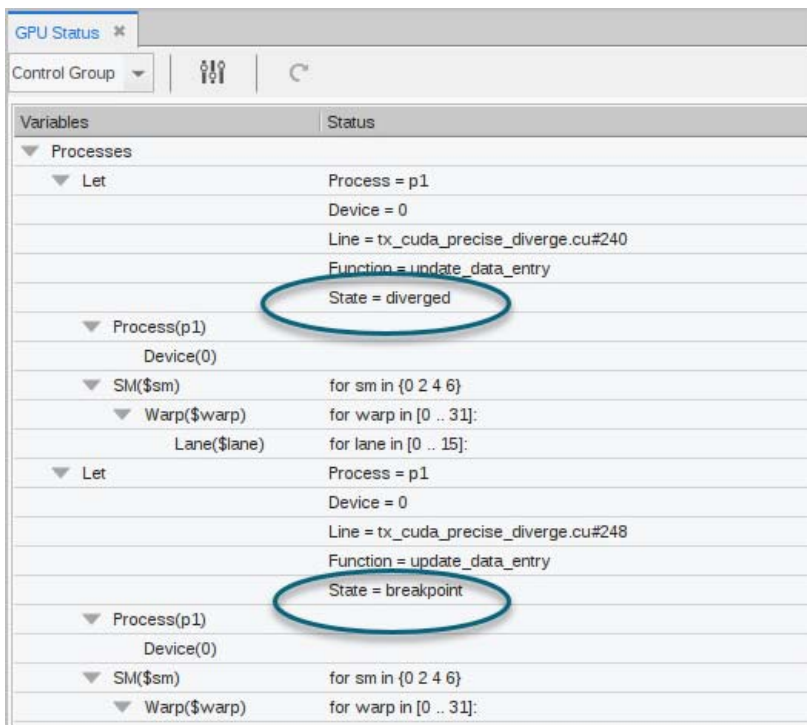 GPU Status
Control Group
Variables Status
Processes
Let Process = p1
Device = 0
Line = tx_cuda_precise_diverge.cu#240
Function = update_data_entry
State = diverged
Process(p1)
Device(0)
SM($sm) for sm in {0 2 4 6}
Warp($warp) for warp in [0 .. 31]:
Lane($lane) for lane in [0 .. 15]:
Let Process = p1
Device = 0
Line = tx_cuda_precise_diverge.cu#248
Function = update_data_entry
State = breakpoint
Process(p1)
Device(0)
SM($sm) for sm in {0 2 4 6}
Warp($warp) for warp in [0 .. 31]: